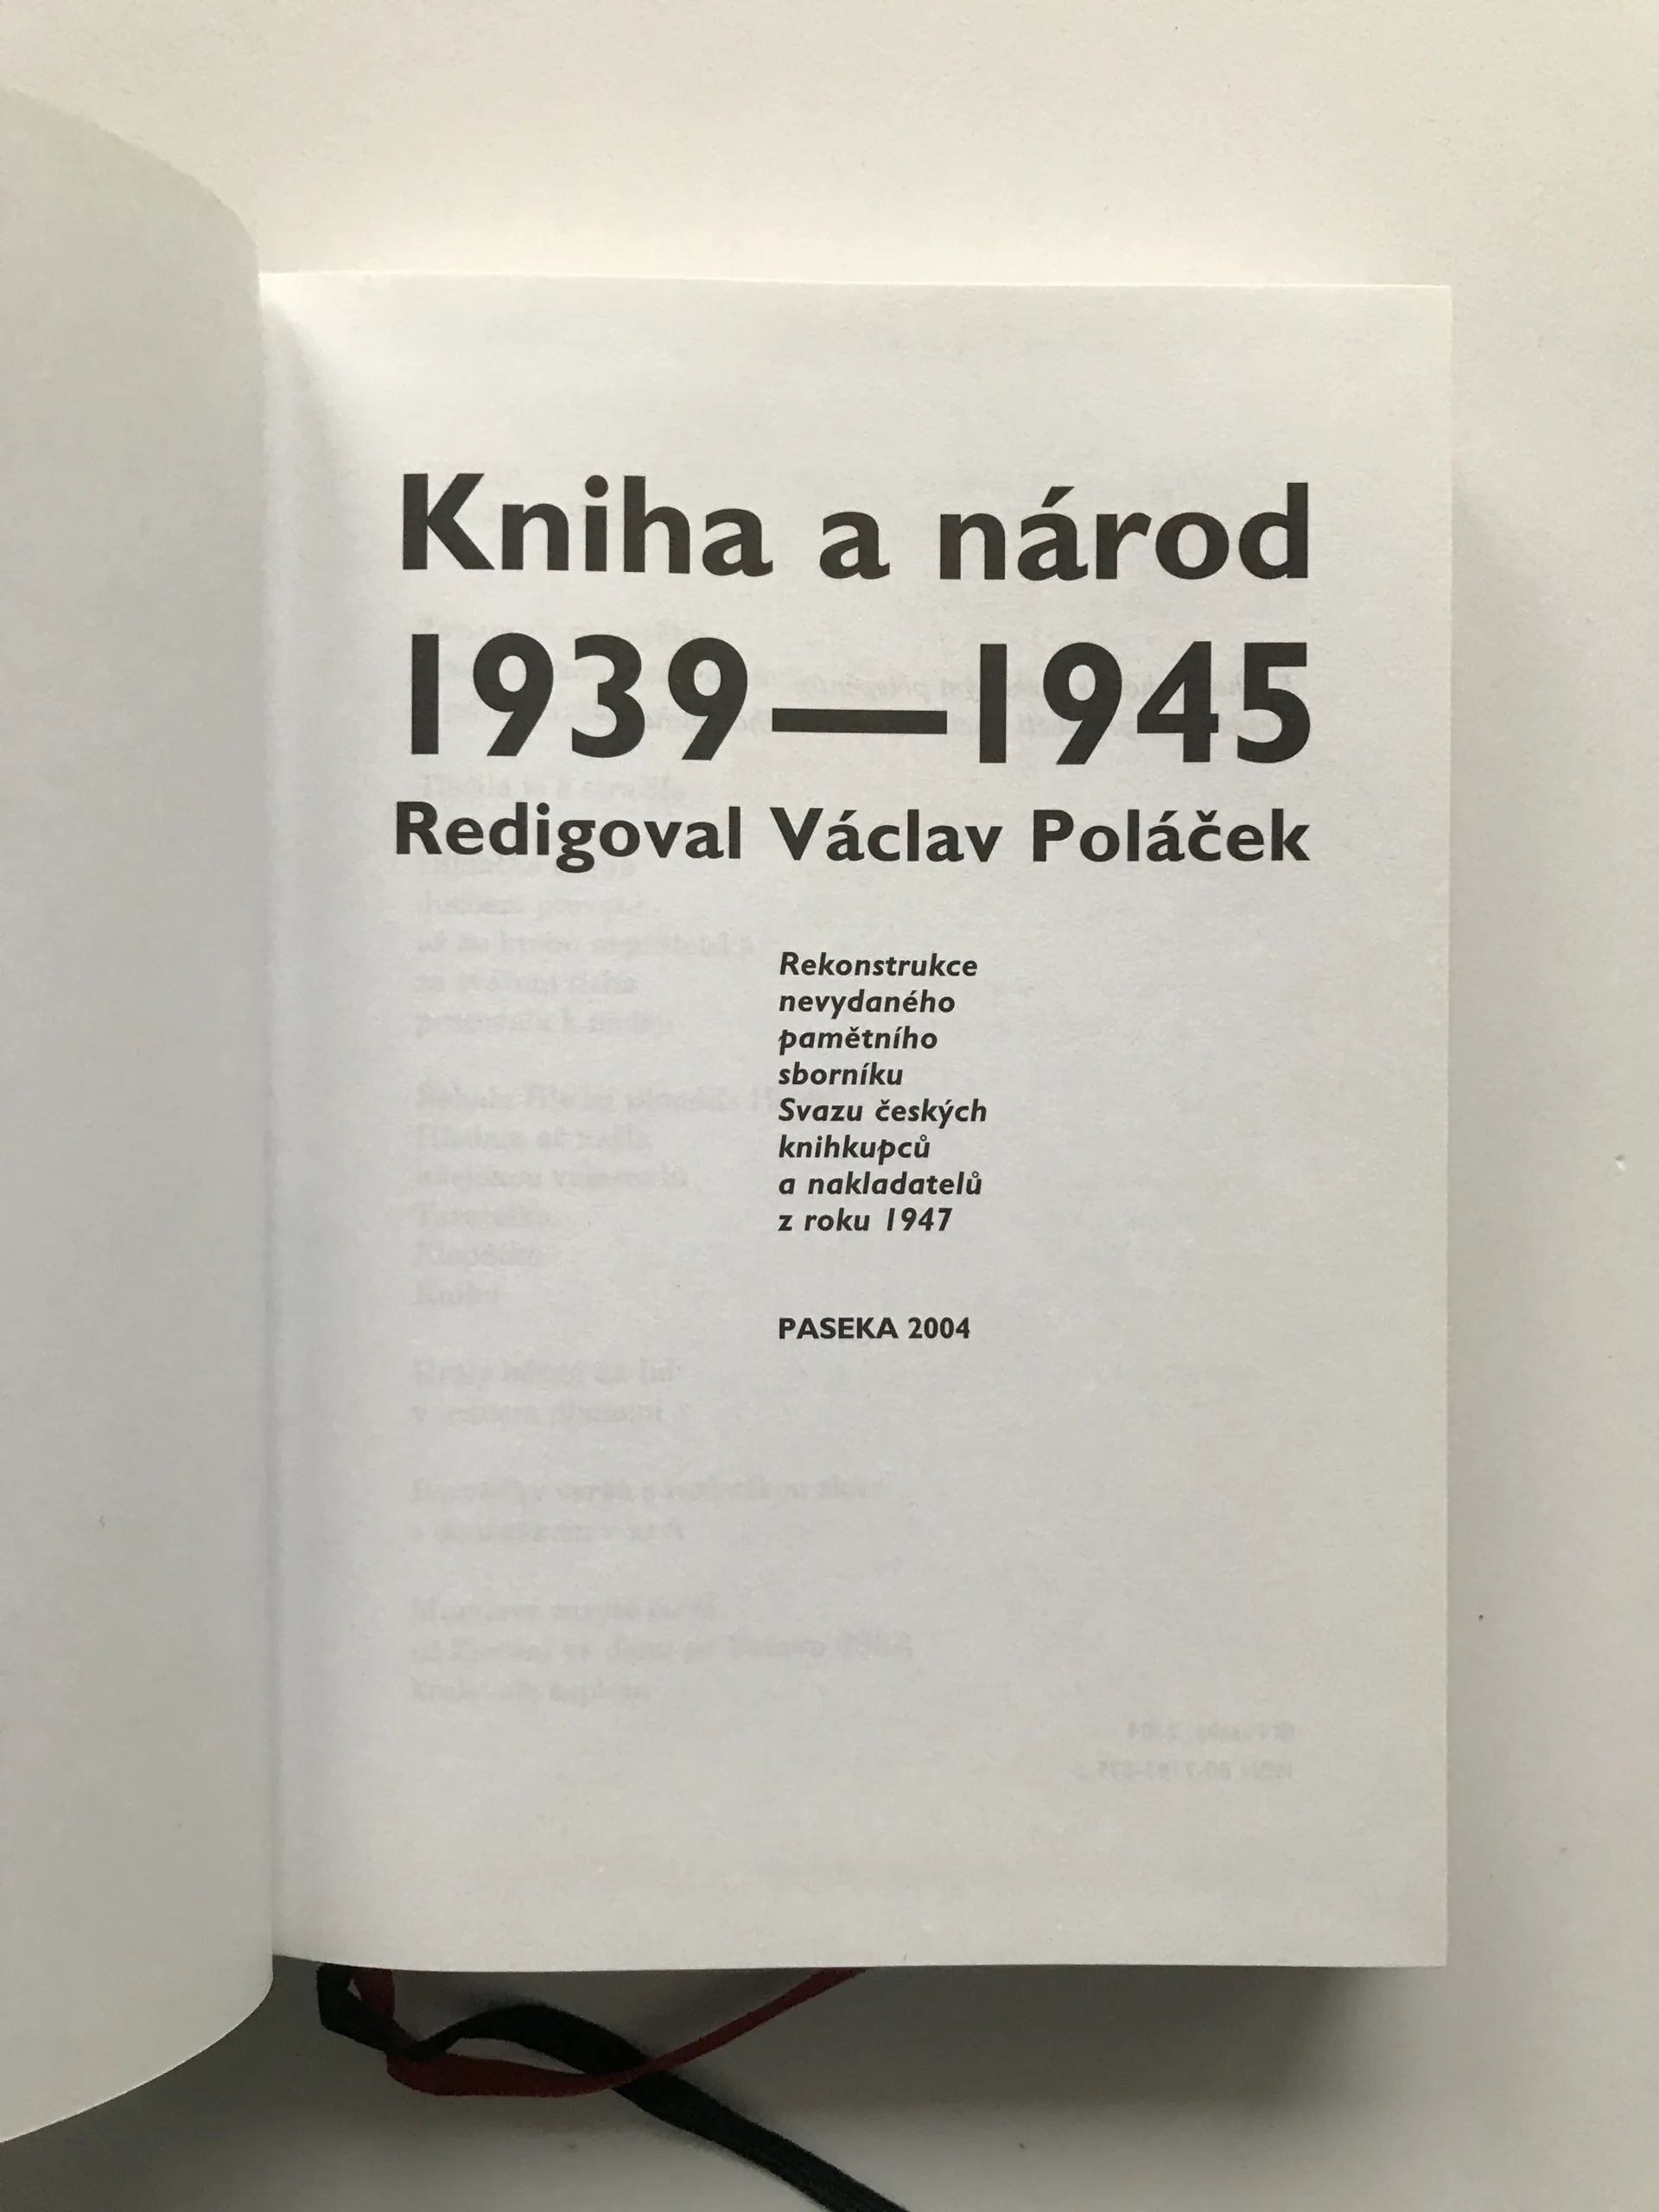 Kniha a národ
1939—1945
Redigoval Václav Poláček
Rekonstrukce
nevydaného
pamětního
sborníku
Svazu českých
knihkupců
a nakladatelů
z roku 1947
PASEKA 2004